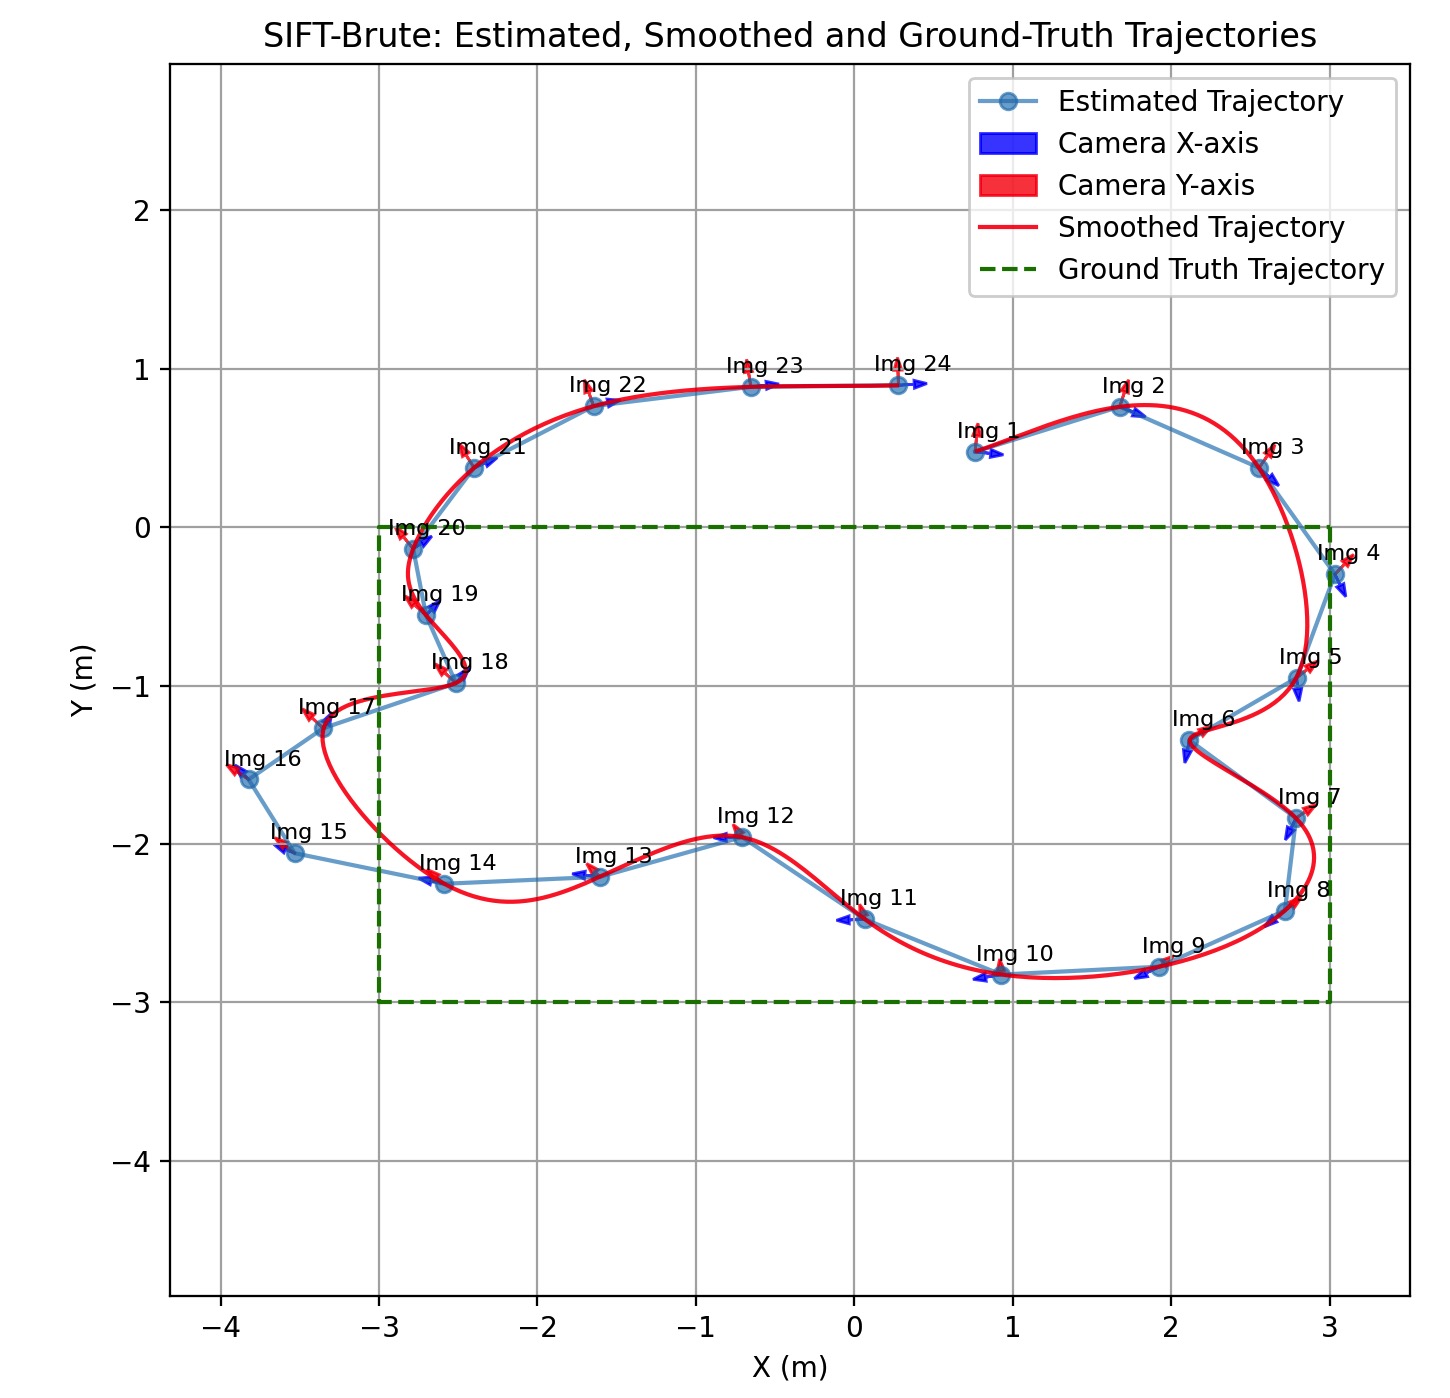 SIFT-Brute: Estimated, Smoothed and Ground-Truth Trajectories
Estimated Trajectory
Camera X-axis
Camera Y-axis
Smoothed Trajectory
Ground Truth Trajectory
Y (m)
2
1
0
−1
−2
−3
−4
Img 24
Img 23
Img 22
Img 2
Img 1
Img 21
Img 3
Img 20
Img 4
Img 19
Img 18
Img 5
Img 17
Img 6
Img 16
Img 7
Img 12
Img 15
Img 13
Img 14
Img 8
Img 11
Img 9
Img 10
−4
−3
−2
−1
0
1
2
3
X (m)